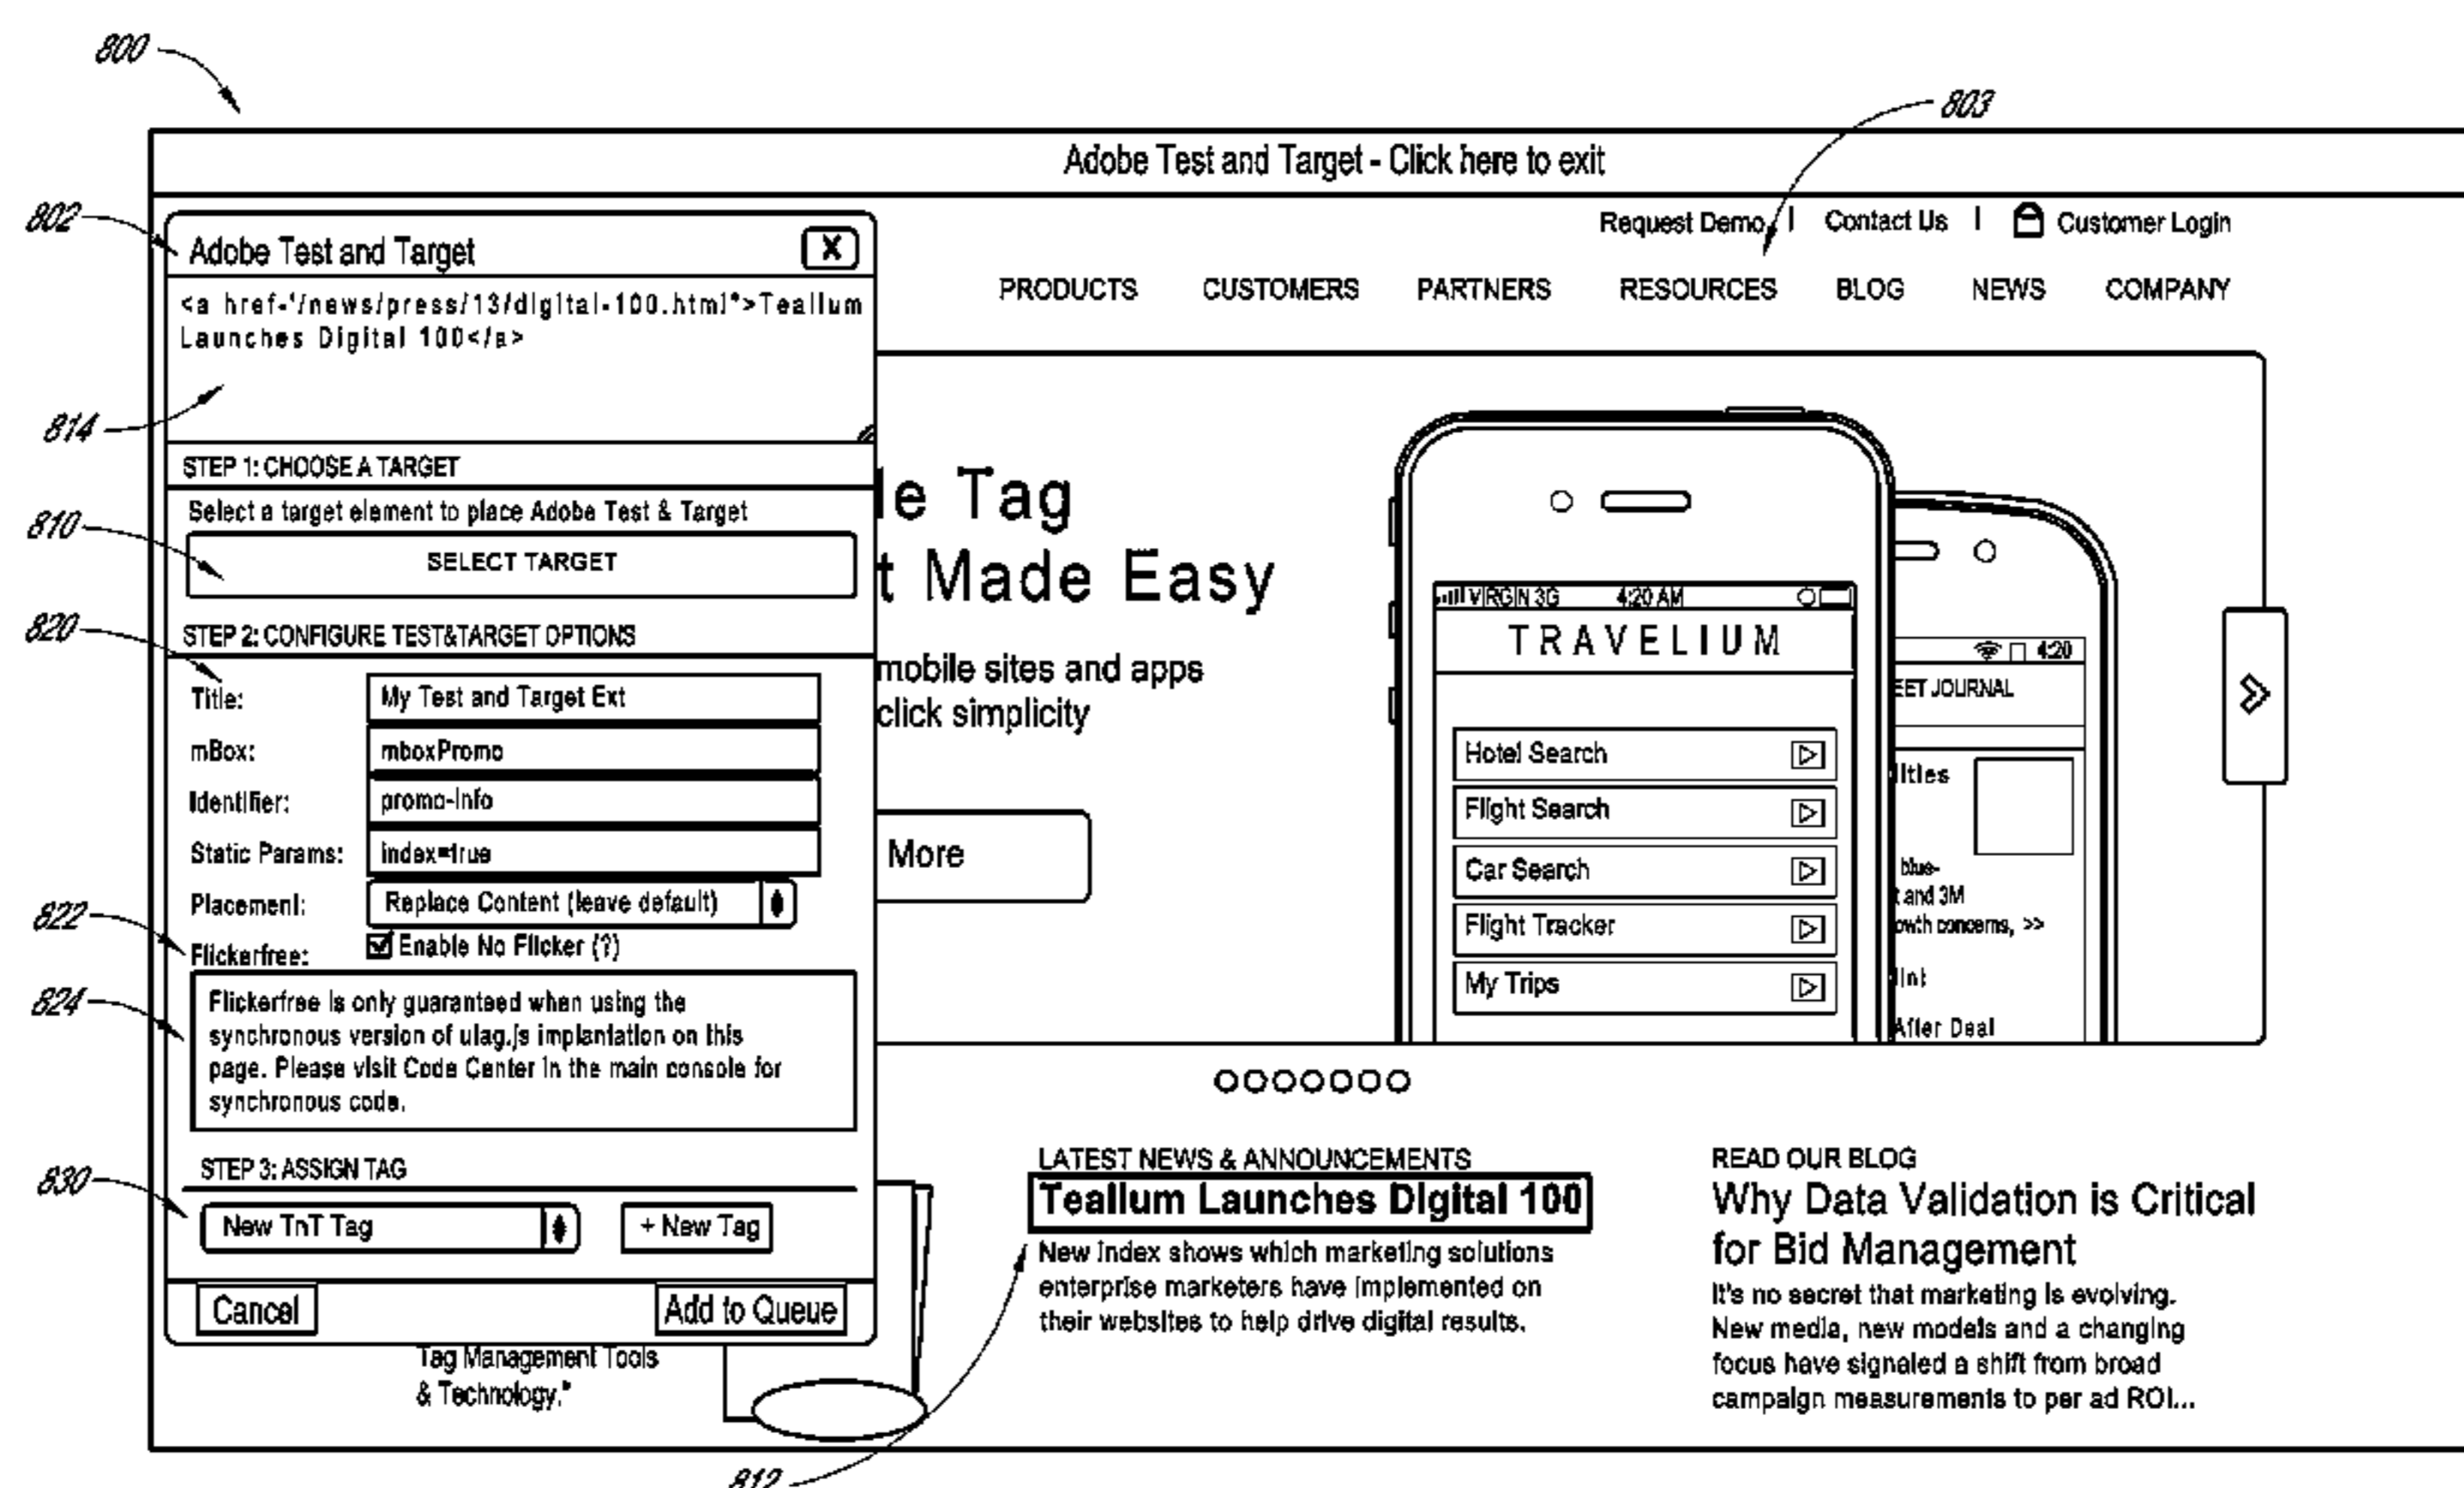 800
803
Adobe Test and Target - Click here to exit
802
Adobe Test and Target X
<a href-'/news/press/13/digital-100.html">Teallum
Launches Digital 100</a>
814
Request Demo | Contact Us | Customer Login
PRODUCTS CUSTOMERS PARTNERS RESOURCES BLOG NEWS COMPANY
STEP 1: CHOOSE A TARGET
Select a target element to place Adobe Test & Target
810
SELECT TARGET
820
STEP 2: CONFIGURE TEST&TARGET OPTIONS
Title: My Test and Target Ext
mBox: mboxPromo
Identifier: promo-Info
Static Params: index=true
Placement: Replace Content (leave default)
822
Flickerfree: Enable No Flicker (?)
824
Flickerfree is only guaranteed when using the
synchronous version of ulag.js implantation on this
page. Please visit Code Center in the main console for
synchronous code.
STEP 3: ASSIGN TAG
830
New TnT Tag + New Tag
Cancel Add to Queue
Tag Management Tools
& Technology."
le Tag
t Made Easy
mobile sites and apps
click simplicity
More
VIRGIN 3G 4:20 AM
TRAVELIUM
Hotel Search
Flight Search
Car Search
Flight Tracker
My Trips
4:20
EET JOURNAL
ltles
blue-
t and 3M
owth concerns, >>
lint
After Deal
LATEST NEWS & ANNOUNCEMENTS
Teallum Launches Digital 100
New Index shows which marketing solutions
enterprise marketers have implemented on
their websites to help drive digital results.
812
READ OUR BLOG
Why Data Validation is Critical
for Bid Management
It's no secret that marketing is evolving.
New media, new models and a changing
focus have signaled a shift from broad
campaign measurements to per ad ROI...